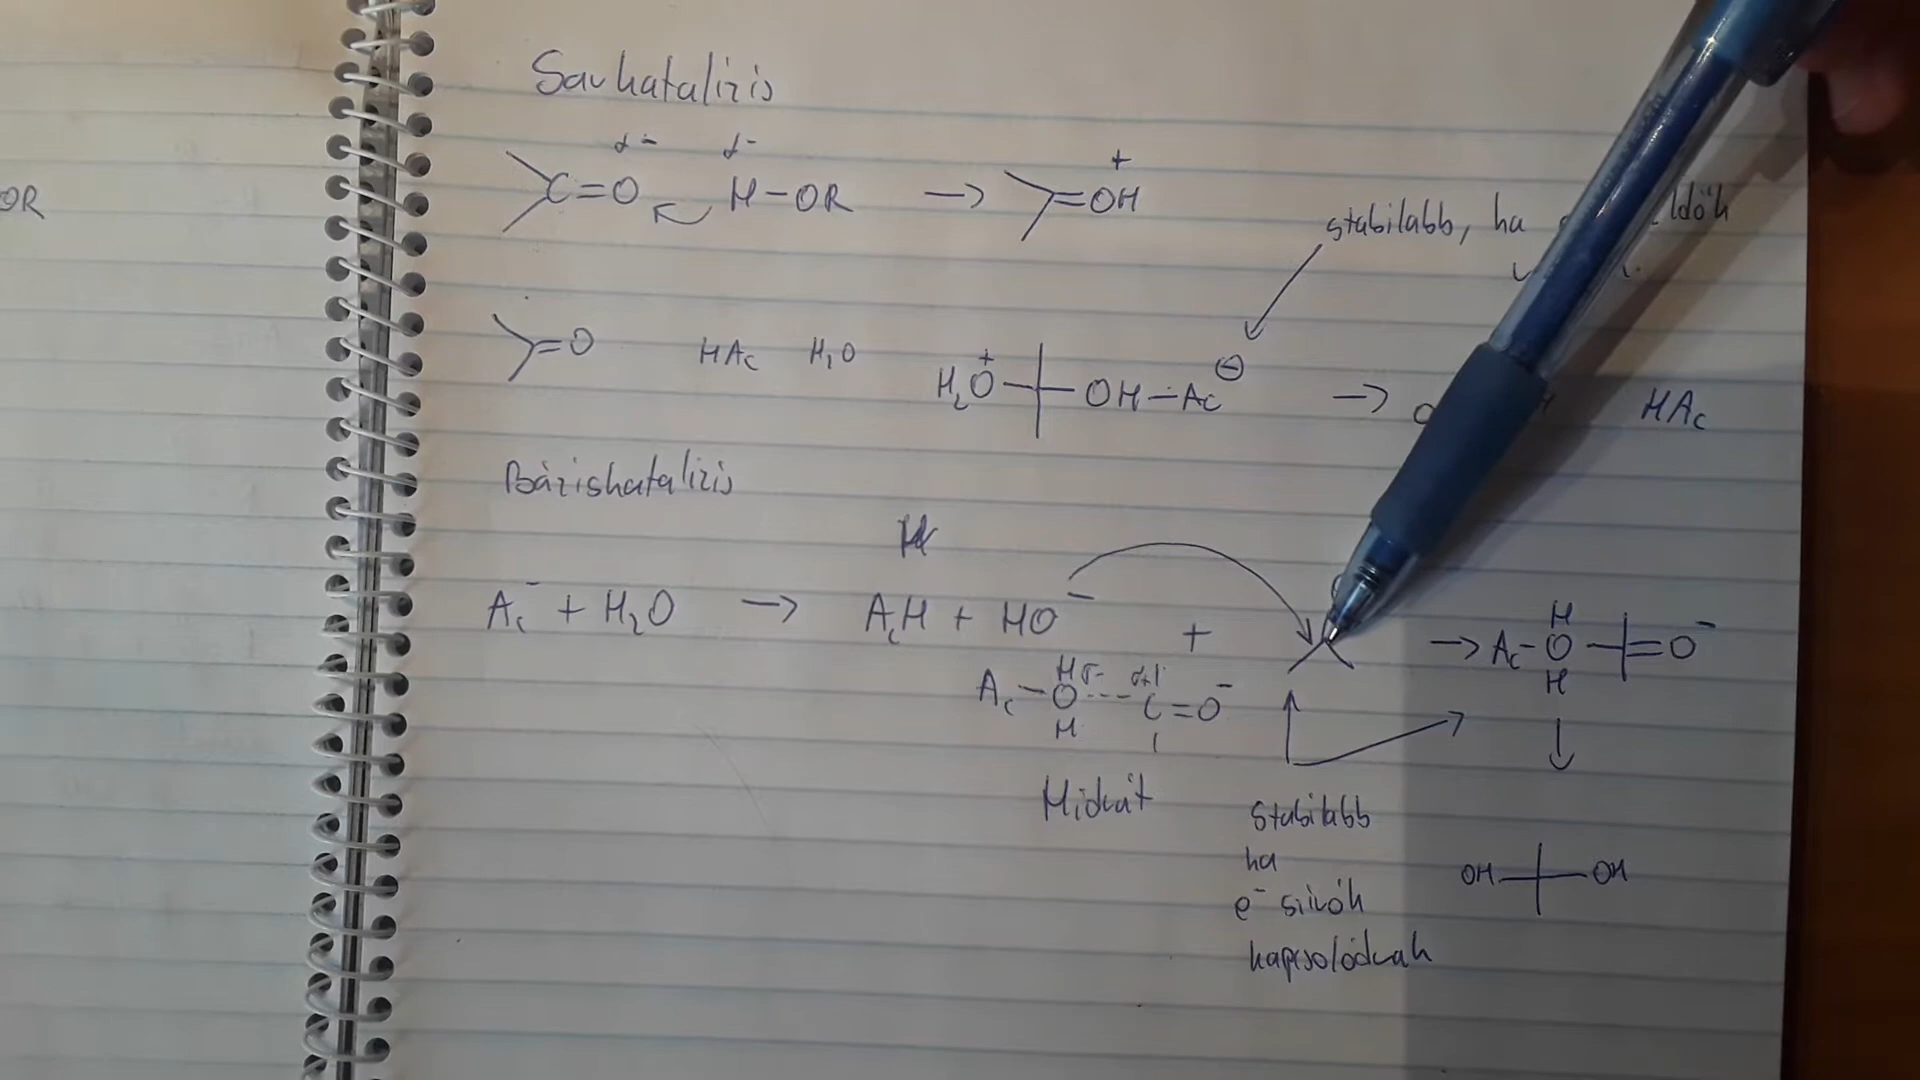 Savkatalízis
δ- δ-
C=O H-OR → =OH +
OR
stabilabb, ha
=O HAc H2O H2O+ OH-Ac ⊖ → HAc
Báziskatalízis
Ac- + H2O → AcH + HO- + → Ac-O-H H =O-
Ac-O-H H δ- --- δ+ C=O-
Hidrát
stabilabb
ha
e- szívók
kapcsolódnak
OH OH